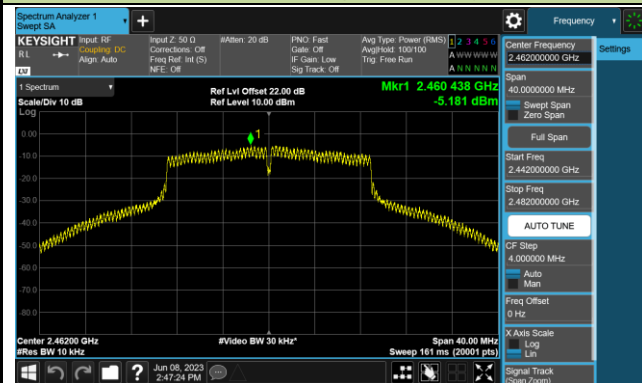 Spectrum Analyzer 1
Swept SA
Frequency
KEYSIGHT
Input: RF
Coupling: DC
Align: Auto
Input Z: 50 Ω
Corrections: Off
Freq Ref: Int (S)
NFE: Off
#Atten: 20 dB
PNO: Fast
Gate: Off
IF Gain: Low
Sig Track: Off
Avg Type: Power (RMS)
Avg|Hold: 100/100
Trig: Free Run
1 2 3 4 5 6
A W W W W W
A N N N N N
RL
LXI
1 Spectrum
Scale/Div 10 dB
Log
Ref Lvl Offset 22.00 dB
Ref Level 10.00 dBm
Mkr1 2.460 438 GHz
-5.181 dBm
1
0.00
-10.0
-20.0
-30.0
-40.0
-50.0
-60.0
-70.0
-80.0
Center 2.46200 GHz
#Res BW 10 kHz
#Video BW 30 kHz*
Span 40.00 MHz
Sweep 161 ms (20001 pts)
Center Frequency
2.462000000 GHz
Settings
Span
40.0000000 MHz
Swept Span
Zero Span
Full Span
Start Freq
2.442000000 GHz
Stop Freq
2.482000000 GHz
AUTO TUNE
CF Step
4.000000 MHz
Auto
Man
Freq Offset
0 Hz
X Axis Scale
Log
Lin
Signal Track
(Span Zoom)
?
Jun 08, 2023
2:47:24 PM